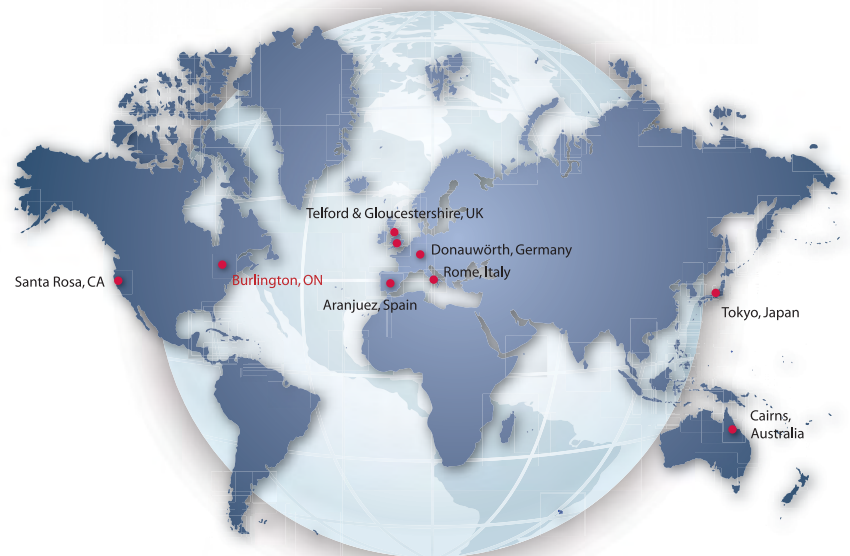 Telford & Gloucestershire, UK
Donauwörth, Germany
Rome, Italy
Santa Rosa, CA
Burlington, ON
Aranjuez, Spain
Tokyo, Japan
Cairns,
Australia